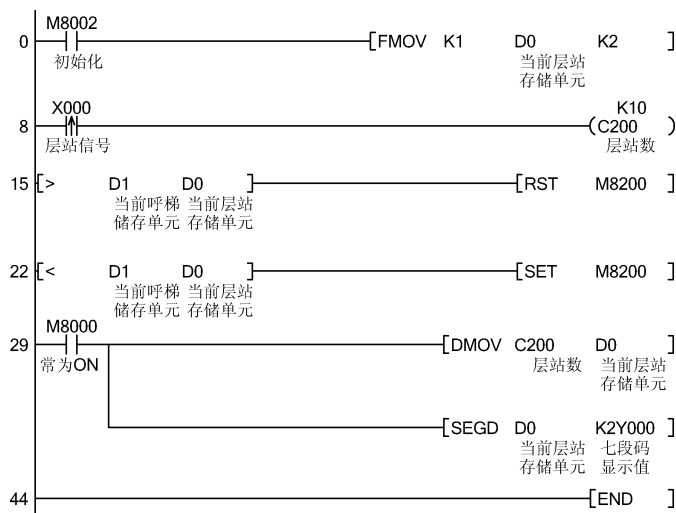 M8002
0 FMOV K1 D0 K2
初始化 当前层站
存储单元
X000 K10
8 C200
层站信号 层站数
15 > D1 D0 RST M8200
当前呼梯 当前层站
储存单元 存储单元
22 < D1 D0 SET M8200
当前呼梯 当前层站
储存单元 存储单元
M8000
29 DMOV C200 D0
常为ON 层站数 当前层站
存储单元
SEGD D0 K2Y000
当前层站 七段码
存储单元 显示值
44 END